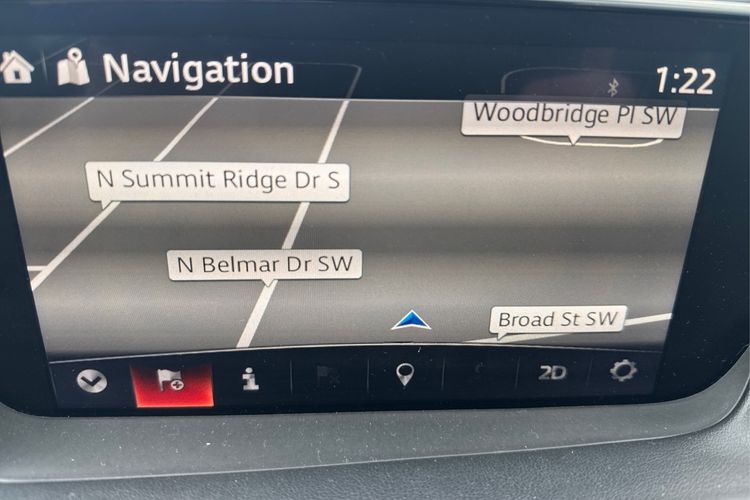 Navigation
1:22
Woodbridge Pl SW
N Summit Ridge Dr S
N Belmar Dr SW
Broad St SW
2D